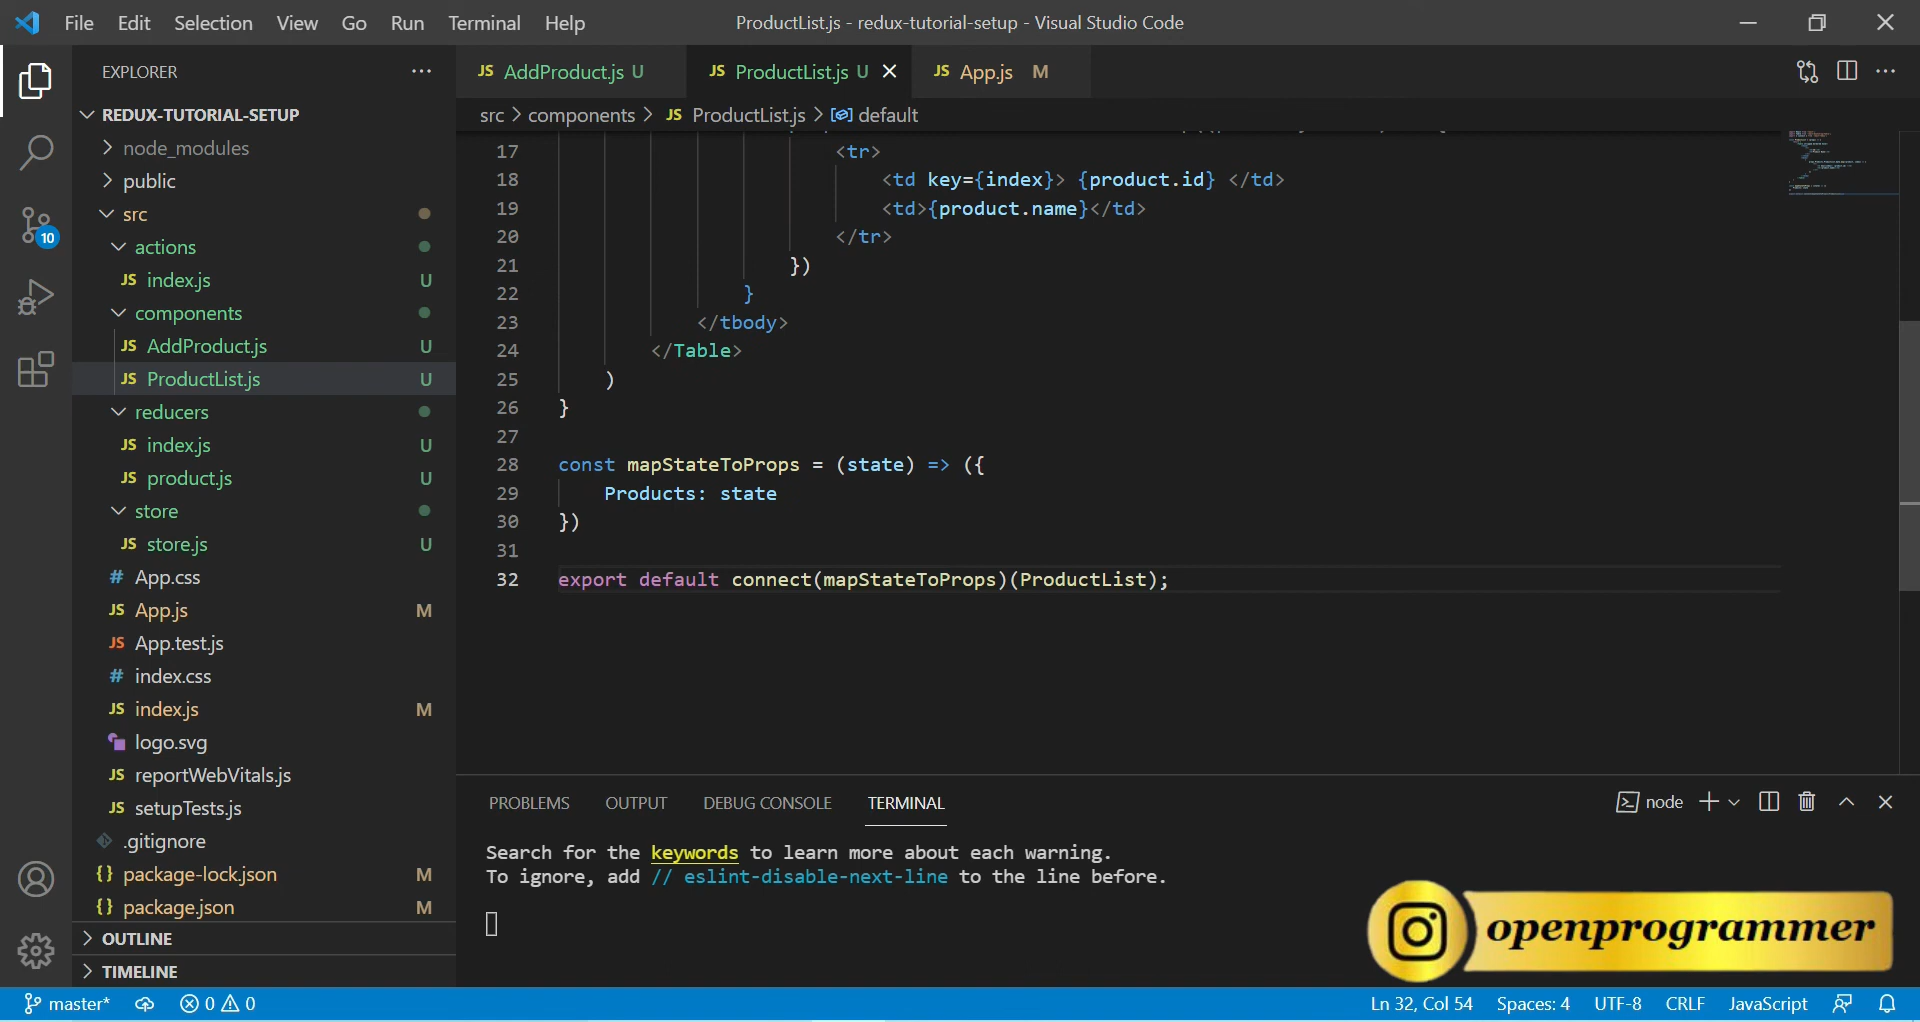 File Edit Selection View Go Run Terminal Help
ProductList.js - redux-tutorial-setup - Visual Studio Code
EXPLORER
REDUX-TUTORIAL-SETUP
node_modules
public
src
actions
JS index.js U
components
JS AddProduct.js U
JS ProductList.js U
reducers
JS index.js U
JS product.js U
store
JS store.js U
# App.css
JS App.js M
JS App.test.js
# index.css
JS index.js M
logo.svg
JS reportWebVitals.js
JS setupTests.js
.gitignore
{} package-lock.json M
{} package.json M
OUTLINE
TIMELINE
10
JS AddProduct.js U
JS ProductList.js U
JS App.js M
src > components > JS ProductList.js > default
17 <tr>
18 <td key={index}> {product.id} </td>
19 <td>{product.name}</td>
20 </tr>
21 })
22 }
23 </tbody>
24 </Table>
25 )
26 }
27
28 const mapStateToProps = (state) => ({
29 Products: state
30 })
31
32 export default connect(mapStateToProps)(ProductList);
PROBLEMS OUTPUT DEBUG CONSOLE TERMINAL
node
Search for the keywords to learn more about each warning.
To ignore, add // eslint-disable-next-line to the line before.
openprogrammer
master* 0 0
Ln 32, Col 54 Spaces: 4 UTF-8 CRLF JavaScript